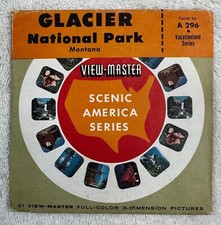 GLACIER
National Park
Montana
Packet No.
A 296
Vacationland
Series
VIEW-MASTER
SCENIC
AMERICA
SERIES
21 VIEW-MASTER FULL-COLOR 3-DIMENSION PICTURES